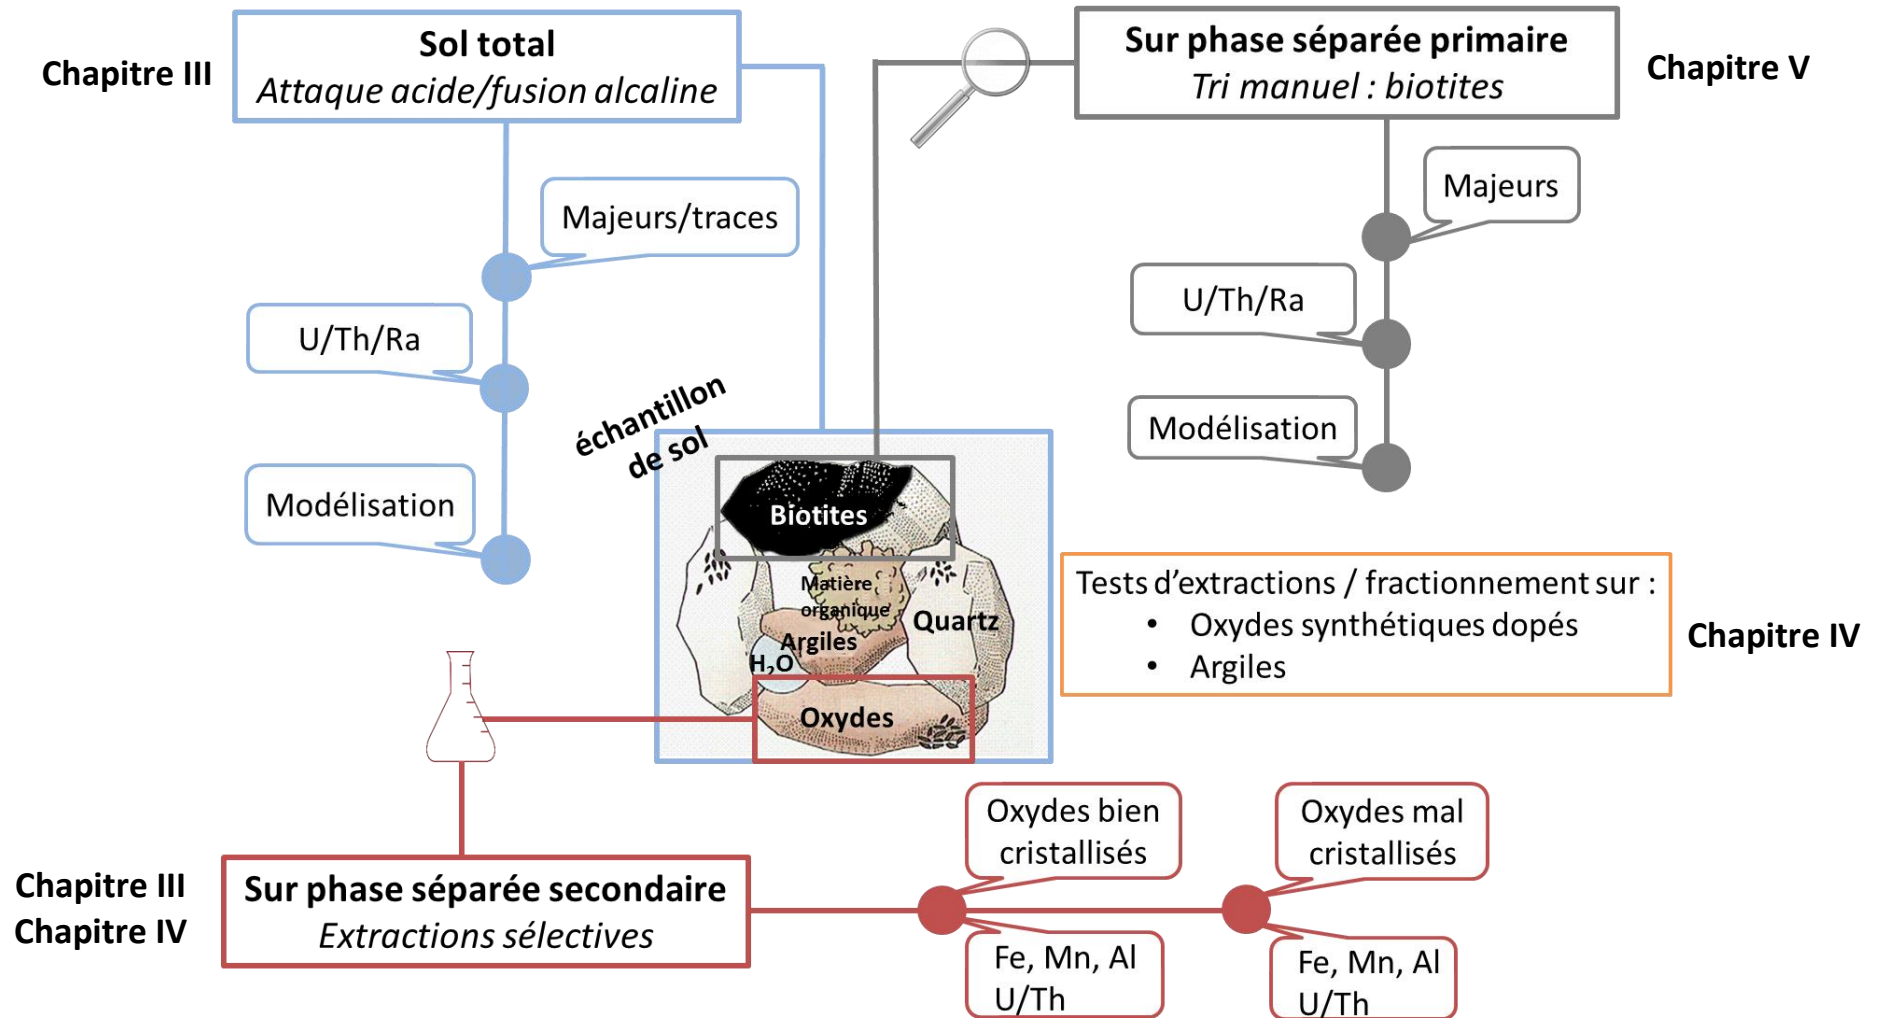 Chapitre III
Sol total
Attaque acide/fusion alcaline
Majeurs/traces
U/Th/Ra
Modélisation
Sur phase séparée primaire
Tri manuel : biotites
Chapitre V
Majeurs
U/Th/Ra
Modélisation
échantillon
de sol
Biotites
Matière
organique
Argiles
Quartz
H₂O
Oxydes
Tests d’extractions / fractionnement sur :
• Oxydes synthétiques dopés
• Argiles
Chapitre IV
Chapitre III
Chapitre IV
Sur phase séparée secondaire
Extractions sélectives
Oxydes bien
cristallisés
Fe, Mn, Al
U/Th
Oxydes mal
cristallisés
Fe, Mn, Al
U/Th